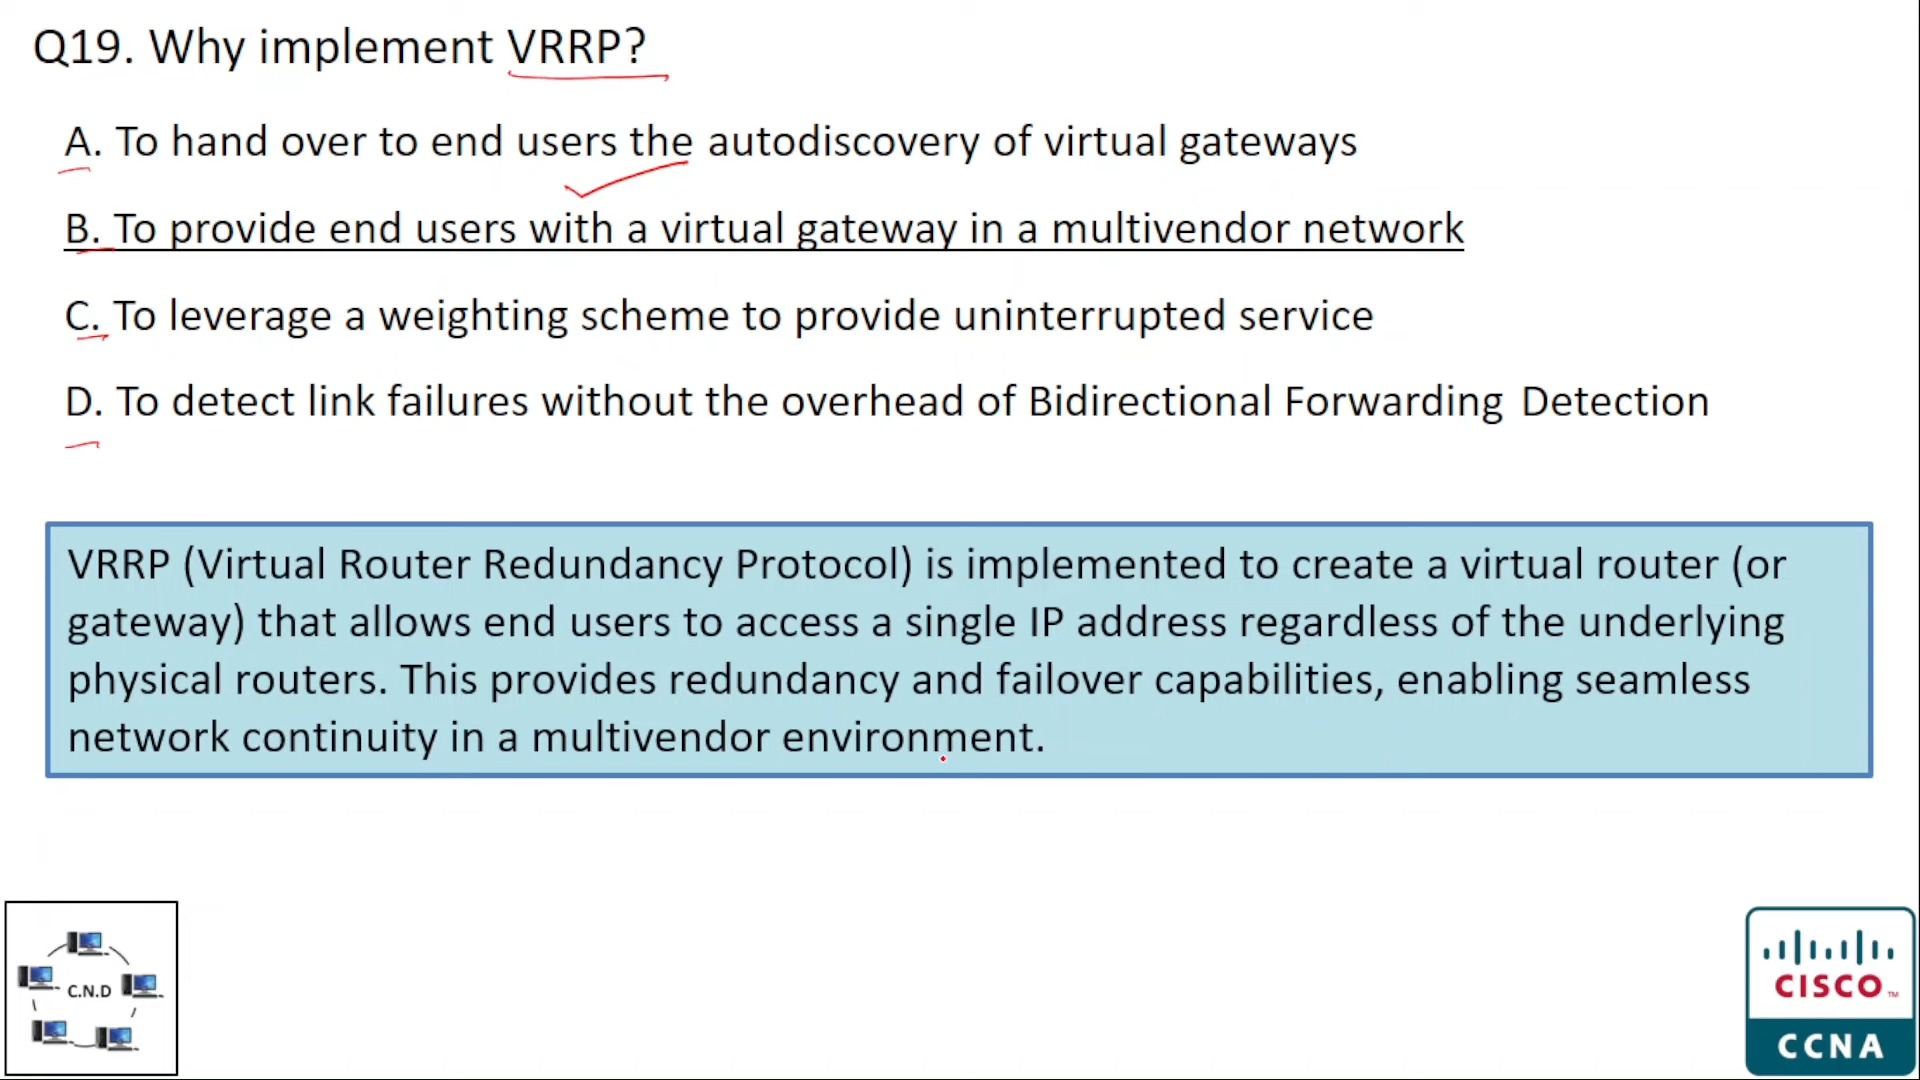 Q19. Why implement VRRP?
A. To hand over to end users the autodiscovery of virtual gateways
B. To provide end users with a virtual gateway in a multivendor network
C. To leverage a weighting scheme to provide uninterrupted service
D. To detect link failures without the overhead of Bidirectional Forwarding Detection
VRRP (Virtual Router Redundancy Protocol) is implemented to create a virtual router (or
gateway) that allows end users to access a single IP address regardless of the underlying
physical routers. This provides redundancy and failover capabilities, enabling seamless
network continuity in a multivendor environment.
C.N.D
CISCO™
CCNA